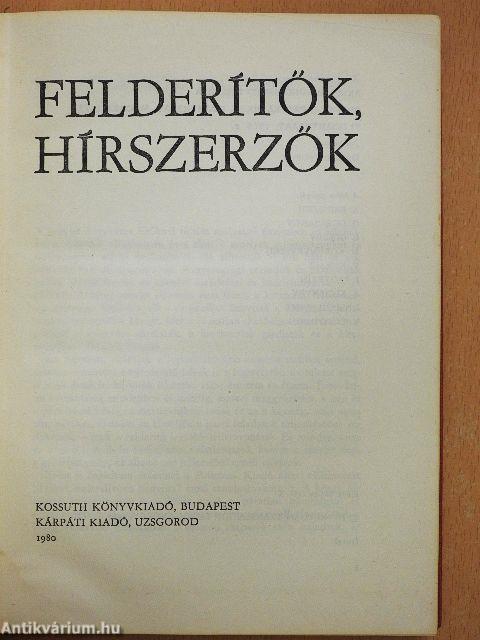 FELDERÍTŐK,
HÍRSZERZŐK
KOSSUTH KÖNYVKIADÓ, BUDAPEST
KÁRPÁTI KIADÓ, UZSGOROD
1980
Antikvárium.hu